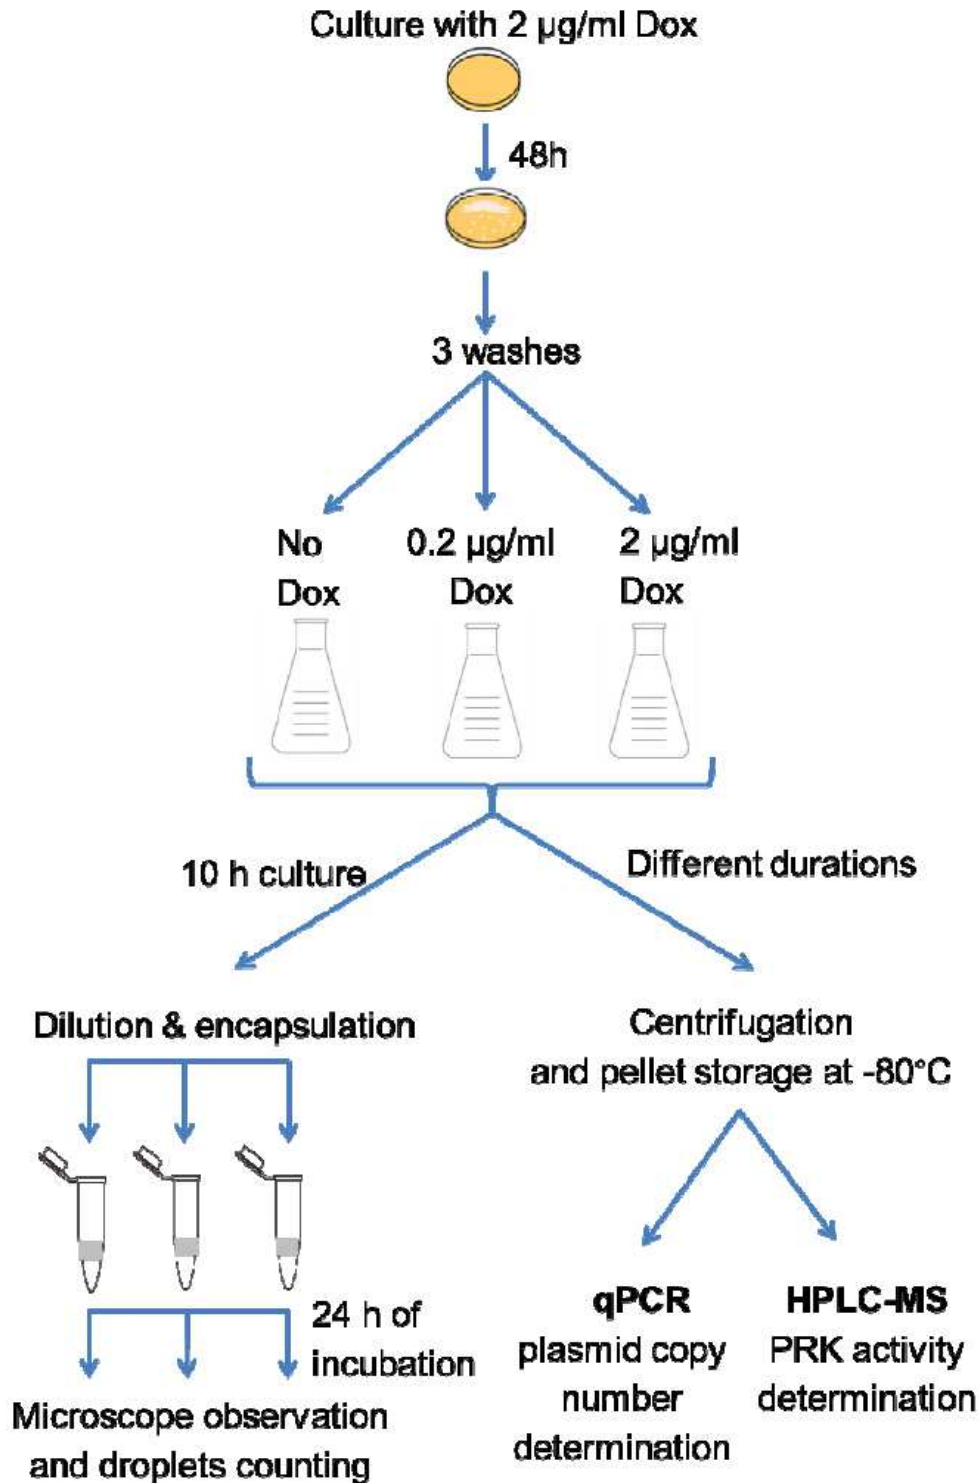 Culture with 2 µg/ml Dox
48h
3 washes
No
Dox
0.2 µg/ml
Dox
2 µg/ml
Dox
10 h culture
Different durations
Dilution & encapsulation
Centrifugation
and pellet storage at -80°C
24 h of
incubation
Microscope observation
and droplets counting
qPCR
plasmid copy
number
determination
HPLC-MS
PRK activity
determination